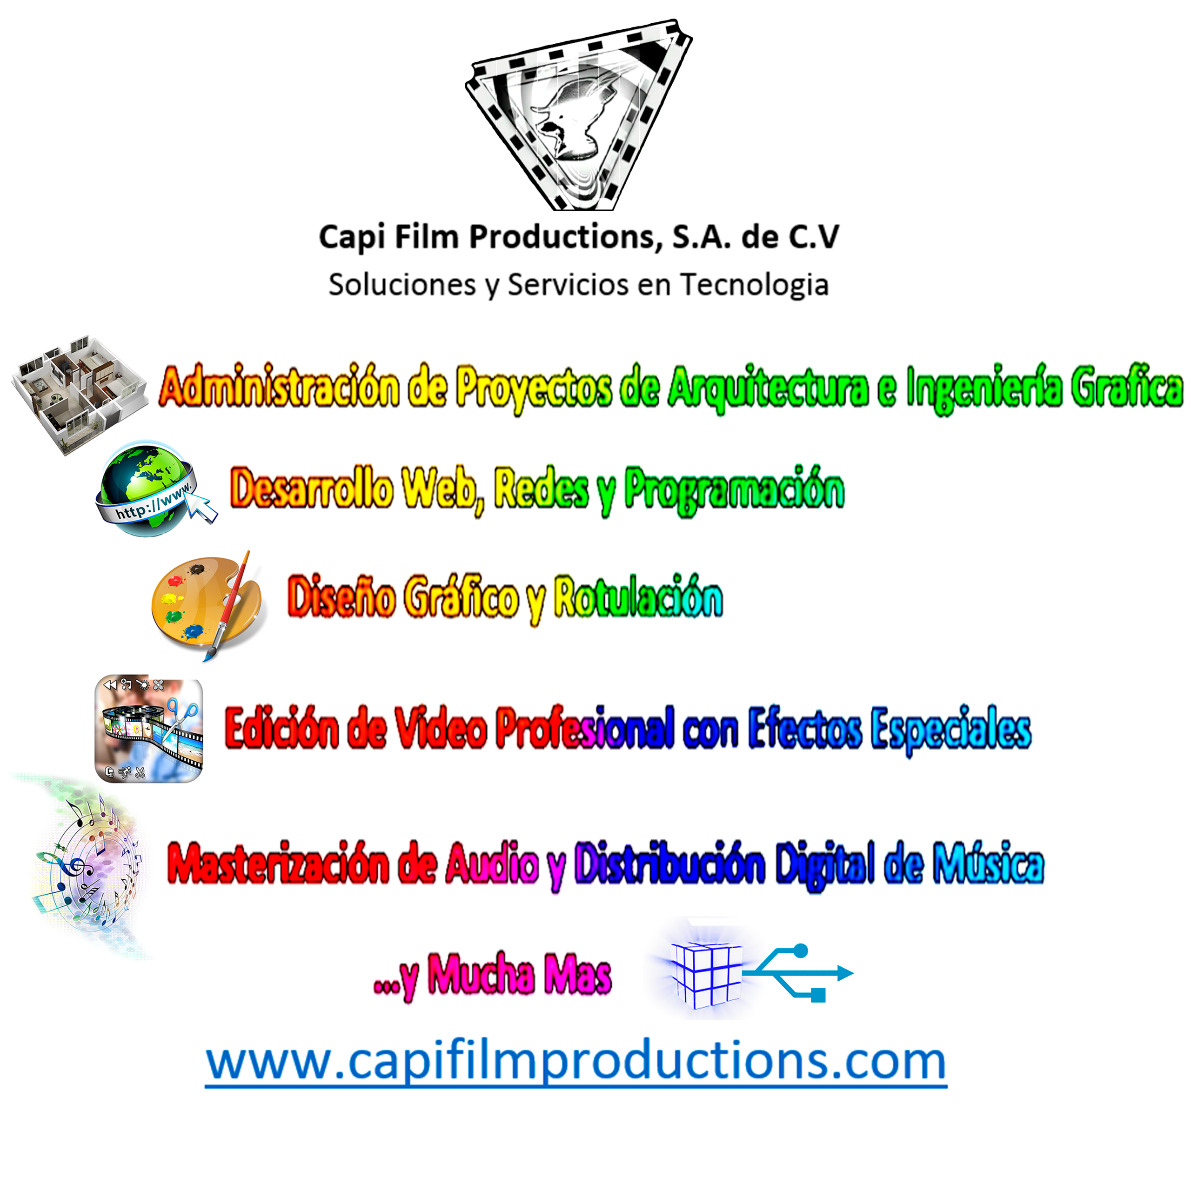 Capi Film Productions, S.A. de C.V
Soluciones y Servicios en Tecnologia
Administración de Proyectos de Arquitectura e Ingeniería Grafica
http://www.
Desarrollo Web, Redes y Programación
Diseño Gráfico y Rotulación
Edición de Video Profesional con Efectos Especiales
Masterización de Audio y Distribución Digital de Música
...y Mucha Mas
www.capifilmproductions.com